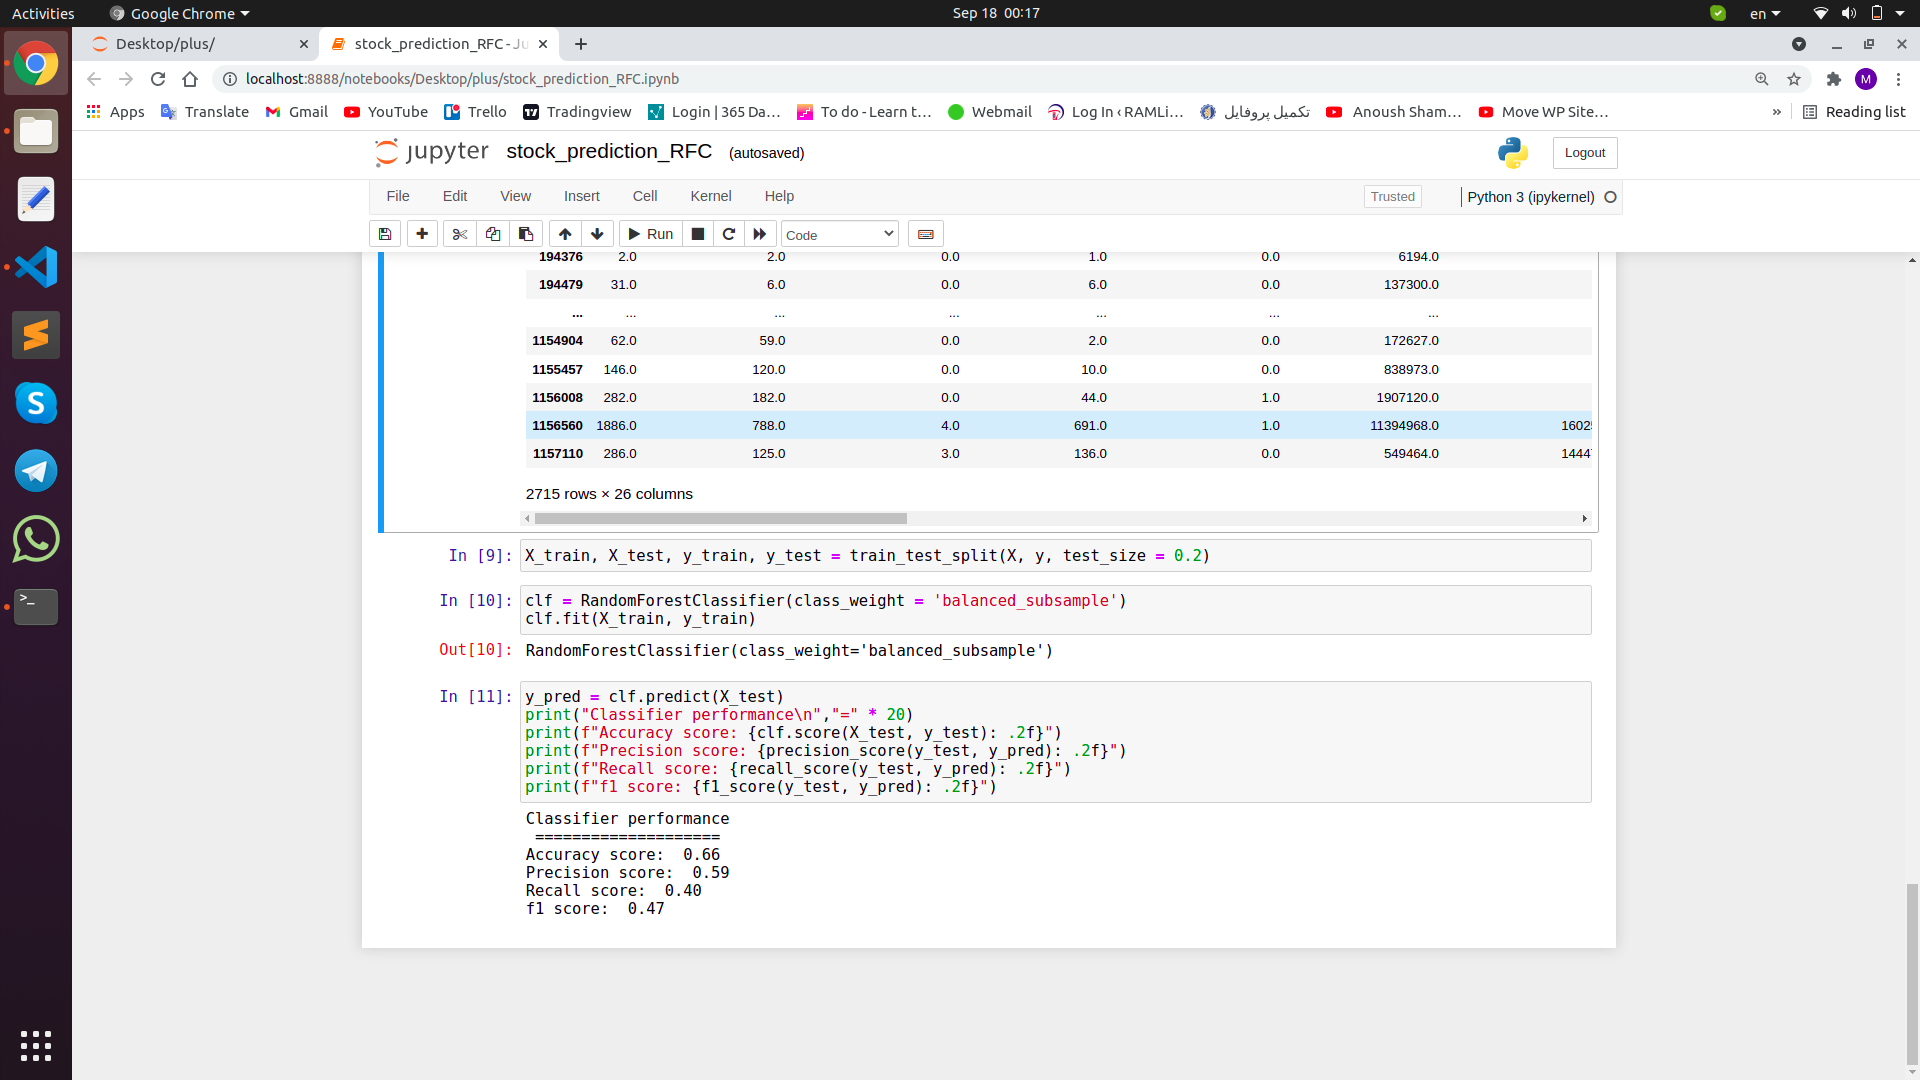 Activities Google Chrome Sep 18 00:17 en
Desktop/plus/ stock_prediction_RFC - Ju
localhost:8888/notebooks/Desktop/plus/stock_prediction_RFC.ipynb M
Apps Translate Gmail YouTube Trello Tradingview Login | 365 Da… To do - Learn t… Webmail Log In ‹ RAMLi… تکمیل پروفایل Anoush Sham… Move WP Site… » Reading list
jupyter stock_prediction_RFC (autosaved) Logout
File Edit View Insert Cell Kernel Help Trusted Python 3 (ipykernel)
Run Code
194376 2.0 2.0 0.0 1.0 0.0 6194.0
194479 31.0 6.0 0.0 6.0 0.0 137300.0
... ... ... ... ... ... ...
1154904 62.0 59.0 0.0 2.0 0.0 172627.0
1155457 146.0 120.0 0.0 10.0 0.0 838973.0
1156008 282.0 182.0 0.0 44.0 1.0 1907120.0
1156560 1886.0 788.0 4.0 691.0 1.0 11394968.0 1602
1157110 286.0 125.0 3.0 136.0 0.0 549464.0 1444
2715 rows × 26 columns
In [9]: X_train, X_test, y_train, y_test = train_test_split(X, y, test_size = 0.2)
In [10]: clf = RandomForestClassifier(class_weight = 'balanced_subsample')
clf.fit(X_train, y_train)
Out[10]: RandomForestClassifier(class_weight='balanced_subsample')
In [11]: y_pred = clf.predict(X_test)
print("Classifier performance\n","=" * 20)
print(f"Accuracy score: {clf.score(X_test, y_test): .2f}")
print(f"Precision score: {precision_score(y_test, y_pred): .2f}")
print(f"Recall score: {recall_score(y_test, y_pred): .2f}")
print(f"f1 score: {f1_score(y_test, y_pred): .2f}")
Classifier performance
====================
Accuracy score:  0.66
Precision score:  0.59
Recall score:  0.40
f1 score:  0.47